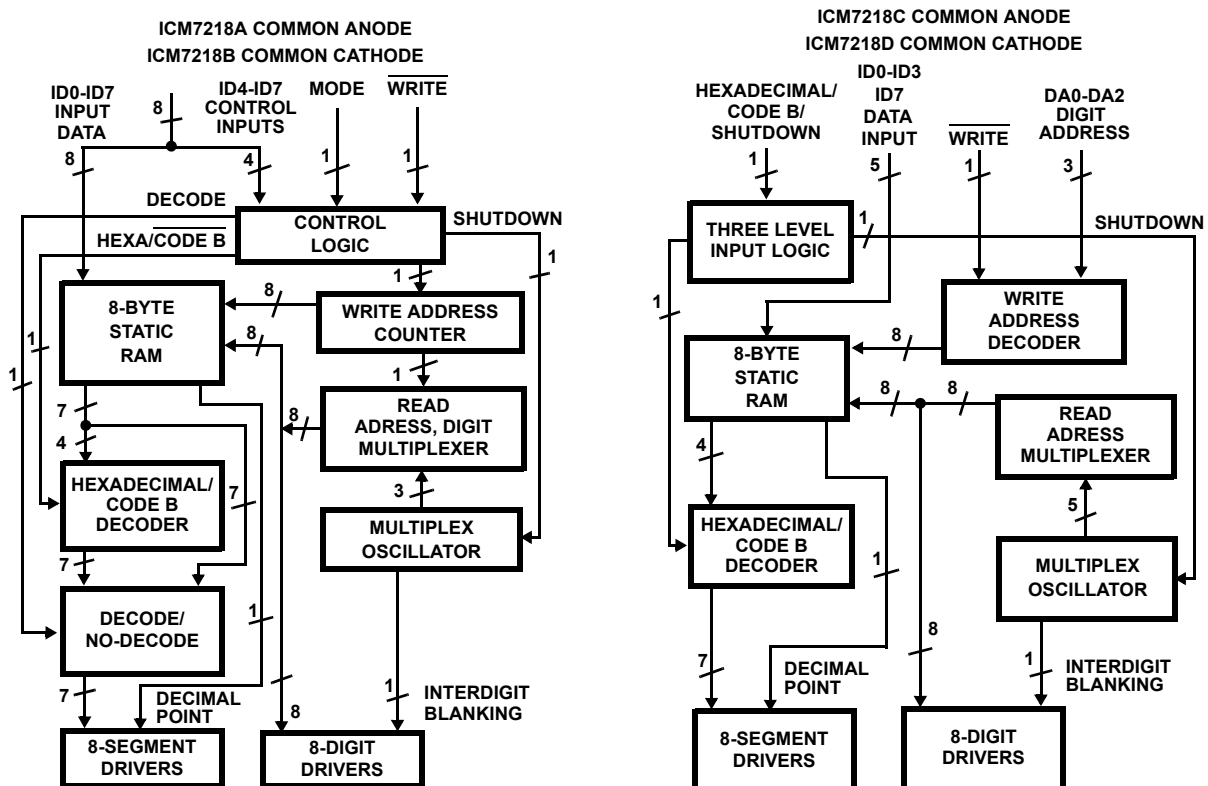 ICM7218A COMMON ANODE
ICM7218B COMMON CATHODE
ID0-ID7
INPUT
DATA
8
ID4-ID7
CONTROL
INPUTS
MODE
WRITE
8
4
1
1
DECODE
HEXA/CODE B
CONTROL
LOGIC
SHUTDOWN
1
1
8-BYTE
STATIC
RAM
8
WRITE ADDRESS
COUNTER
8
1
1
1
7
4
8
READ
ADRESS, DIGIT
MULTIPLEXER
HEXADECIMAL/
CODE B
DECODER
7
3
MULTIPLEX
OSCILLATOR
7
DECODE/
NO-DECODE
1
7
DECIMAL
POINT
8
1
INTERDIGIT
BLANKING
8-SEGMENT
DRIVERS
8-DIGIT
DRIVERS
ICM7218C COMMON ANODE
ICM7218D COMMON CATHODE
HEXADECIMAL/
CODE B/
SHUTDOWN
ID0-ID3
ID7
DATA
INPUT
WRITE
DA0-DA2
DIGIT
ADDRESS
1
5
1
3
THREE LEVEL
INPUT LOGIC
1
SHUTDOWN
1
WRITE
ADDRESS
DECODER
8
8-BYTE
STATIC
RAM
8
8
READ
ADRESS
MULTIPLEXER
4
5
HEXADECIMAL/
CODE B
DECODER
1
MULTIPLEX
OSCILLATOR
7
DECIMAL
POINT
8
1
INTERDIGIT
BLANKING
8-SEGMENT
DRIVERS
8-DIGIT
DRIVERS